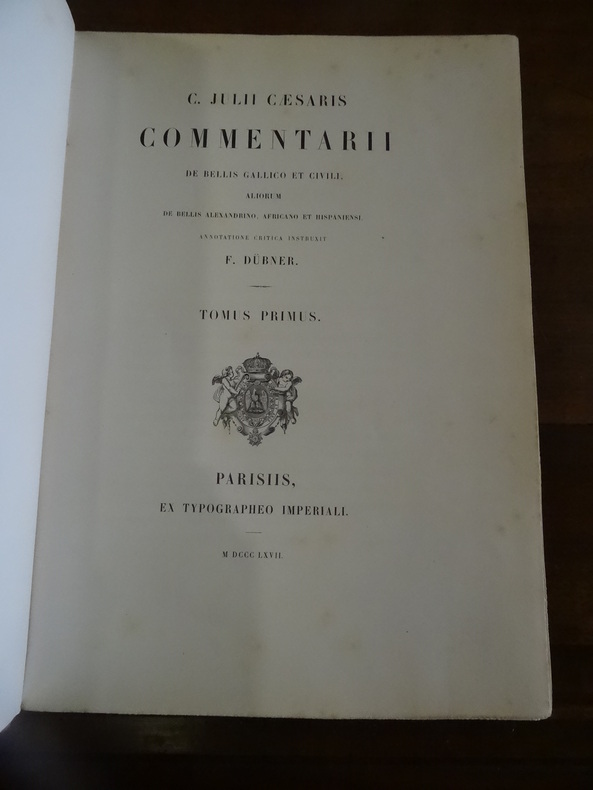 C. JULII CÆSARIS
COMMENTARII
DE BELLIS GALLICO ET CIVILI,
ALIORUM
DE BELLIS ALEXANDRINO, AFRICANO ET HISPANIENSI.
ANNOTATIONE CRITICA INSTRUXIT
F. DÜBNER.
TOMUS PRIMUS.
PARISIIS,
EX TYPOGRAPHEO IMPERIALI.
M DCCC LXVII.